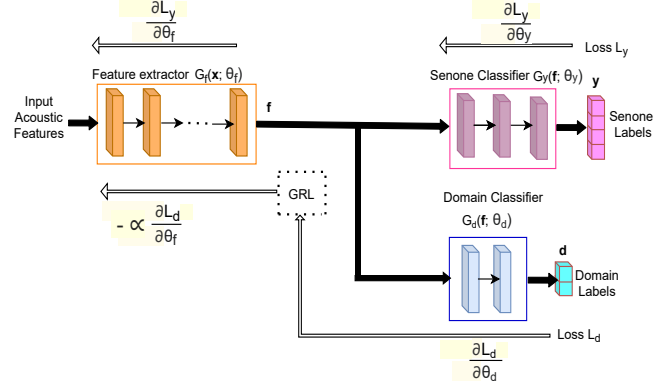 ∂L_y
∂θ_f
∂L_y
∂θ_y
Loss L_y
Feature extractor G_f(x; θ_f)
Senone Classifier G_y(f; θ_y)
y
Input
Acoustic
Features
f
Senone
Labels
GRL
- ∝ ∂L_d
∂θ_f
Domain Classifier
G_d(f; θ_d)
d
Domain
Labels
Loss L_d
∂L_d
∂θ_d